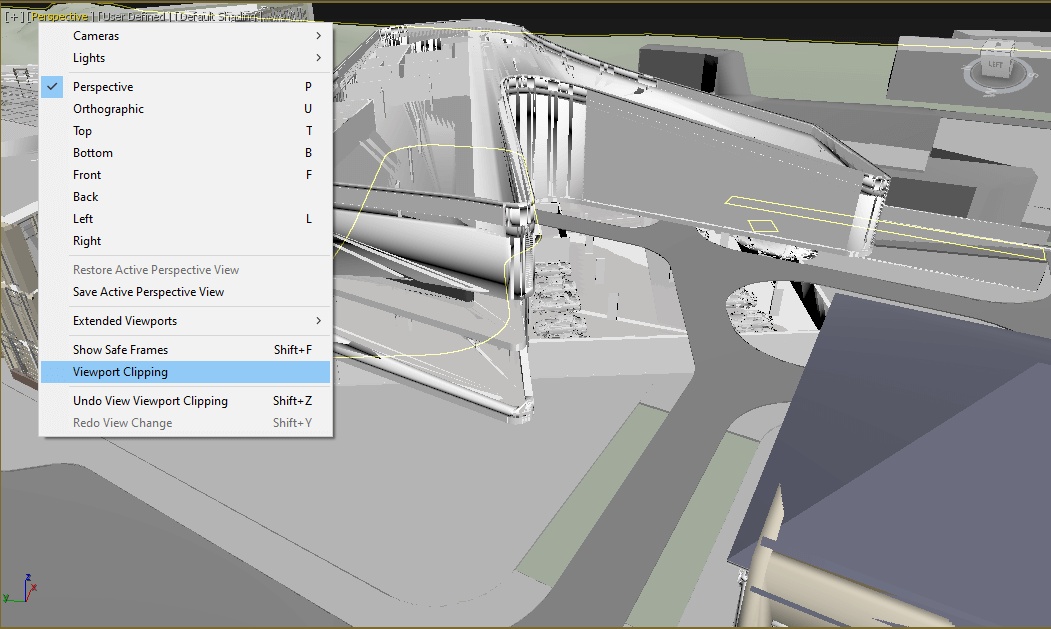 [+] [Perspective] [User Defined] [Default Shading]
Cameras
Lights
Perspective P
Orthographic U
Top T
Bottom B
Front F
Back
Left L
Right
Restore Active Perspective View
Save Active Perspective View
Extended Viewports
Show Safe Frames Shift+F
Viewport Clipping
Undo View Viewport Clipping Shift+Z
Redo View Change Shift+Y
LEFT
z
x
y